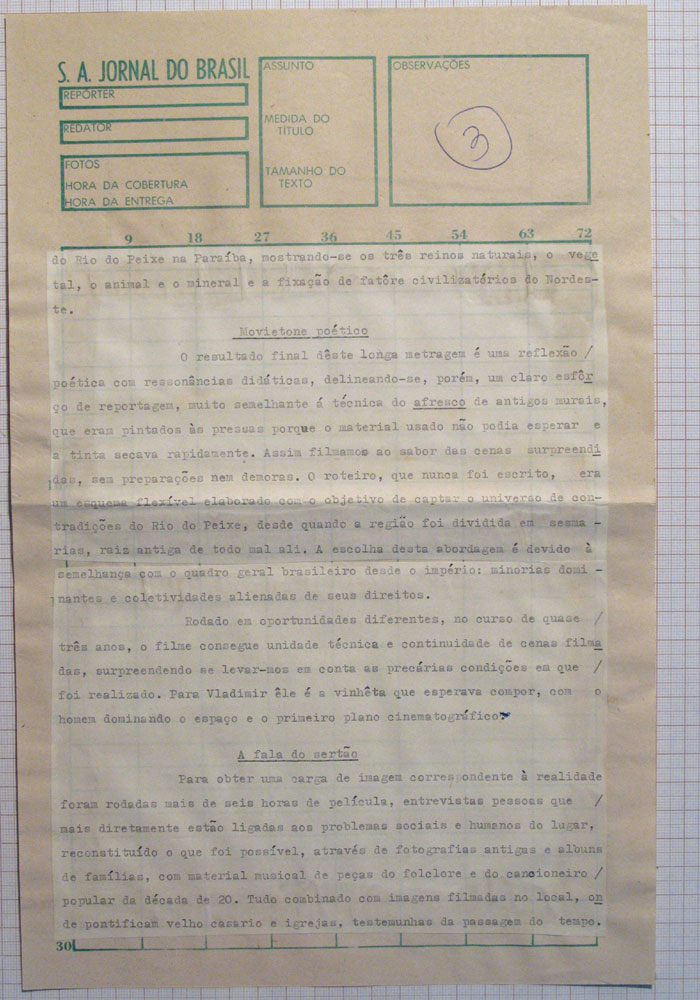 S. A. JORNAL DO BRASIL
REPÓRTER
REDATOR
FOTOS
HORA DA COBERTURA
HORA DA ENTREGA
ASSUNTO
MEDIDA DO
TÍTULO
TAMANHO DO
TEXTO
OBSERVAÇÕES
3
9 18 27 36 45 54 63 72
do Rio do Peixe na Paraíba, mostrando-se os três reinos naturais, o vege
tal, o animal e o mineral e a fixação de fatôre civilizatórios do Nordes-
te.
Movietone poético
O resultado final dêste longa metragem é uma reflexão /
poética com ressonâncias didáticas, delineando-se, porém, um claro esfôr
ço de reportagem, muito semelhante á técnica do afresco de antigos murais,
que eram pintados às pressas porque o material usado não podia esperar e
a tinta secava rapidamente. Assim filmamos ao sabor das cenas surpreendi
das, sem preparações nem demoras. O roteiro, que nunca foi escrito, era
um esquema flexível elaborado com o objetivo de captar o universo de con-
tradições do Rio do Peixe, desde quando a região foi dividida em sesma -
rias, raiz antiga de todo mal ali. A escolha desta abordagem é devido à
semelhança com o quadro geral brasileiro desde o império: minorias domi -
nantes e coletividades alienadas de seus direitos.
Rodado em oportunidades diferentes, no curso de quase /
três anos, o filme consegue unidade técnica e continuidade de cenas filma
das, surpreendendo se levar-mos em conta as precárias condições em que /
foi realizado. Para Vladimir êle é a vinhêta que esperava compor, com o
homem dominando o espaço e o primeiro plano cinematográfico.
A fala do sertão
Para obter uma carga de imagem correspondente à realidade
foram rodadas mais de seis horas de película, entrevistas pessoas que /
mais diretamente estão ligadas aos problemas sociais e humanos do lugar,
reconstituído o que foi possível, através de fotografias antigas e albuns
de famílias, com material musical de peças do folclore e do cancioneiro /
popular da década de 20. Tudo combinado com imagens filmadas no local, on
de pontificam velho casario e igrejas, testemunhas da passagem do tempo.
30